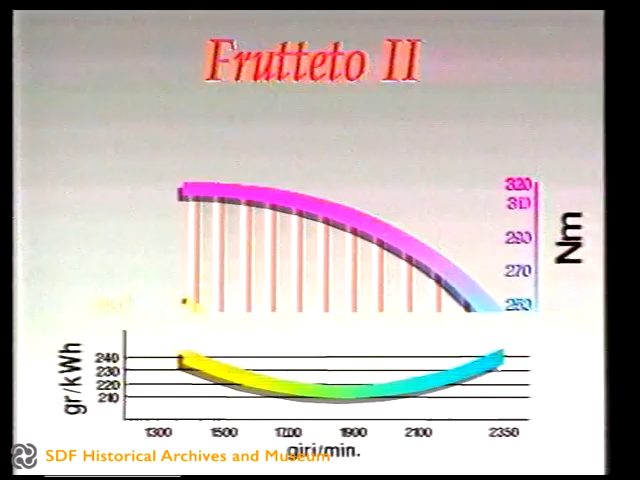 Frutteto II
320
310
290
270
250
Nm
240
230
220
210
gr/kWh
1300 1500 1700 1900 2100 2350
giri/min.
SDF Historical Archives and Museum